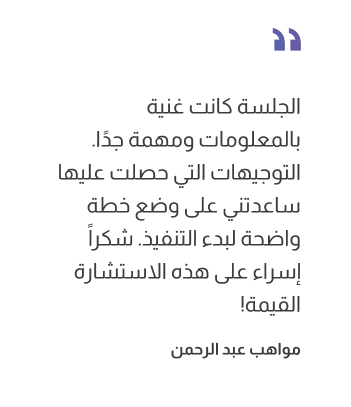 الجلسة كانت غنية
بالمعلومات ومهمة جدًا.
التوجيهات التي حصلت عليها
ساعدتني على وضع خطة
واضحة لبدء التنفيذ. شكراً
إسراء على هذه الاستشارة
القيمة!
مواهب عبد الرحمن